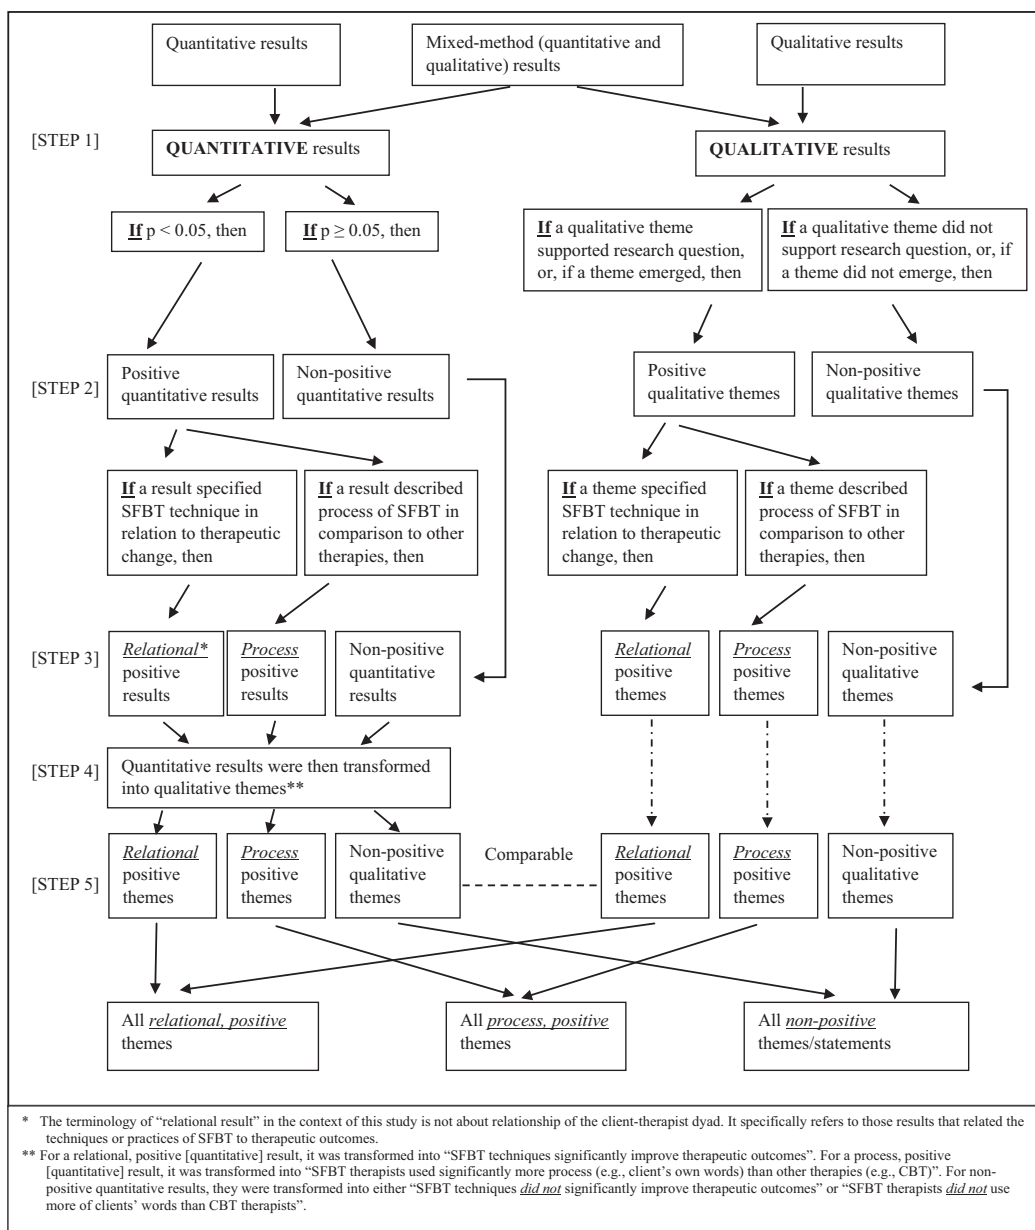 Quantitative results
Mixed-method (quantitative and
qualitative) results
Qualitative results
[STEP 1]
QUANTITATIVE results
QUALITATIVE results
If p < 0.05, then
If p ≥ 0.05, then
If a qualitative theme
supported research question,
or, if a theme emerged, then
If a qualitative theme did not
support research question, or, if
a theme did not emerge, then
[STEP 2]
Positive
quantitative results
Non-positive
quantitative results
Positive
qualitative themes
Non-positive
qualitative themes
If a result specified
SFBT technique in
relation to therapeutic
change, then
If a result described
process of SFBT in
comparison to other
therapies, then
If a theme specified
SFBT technique in
relation to therapeutic
change, then
If a theme described
process of SFBT in
comparison to other
therapies, then
[STEP 3]
Relational*
positive
results
Process
positive
results
Non-positive
quantitative
results
Relational
positive
themes
Process
positive
themes
Non-positive
qualitative
themes
[STEP 4]
Quantitative results were then transformed
into qualitative themes**
[STEP 5]
Relational
positive
themes
Process
positive
themes
Non-positive
qualitative
themes
Comparable
Relational
positive
themes
Process
positive
themes
Non-positive
qualitative
themes
All relational, positive
themes
All process, positive
themes
All non-positive
themes/statements
* The terminology of “relational result” in the context of this study is not about relationship of the client-therapist dyad. It specifically refers to those results that related the
techniques or practices of SFBT to therapeutic outcomes.
** For a relational, positive [quantitative] result, it was transformed into “SFBT techniques significantly improve therapeutic outcomes”. For a process, positive
[quantitative] result, it was transformed into “SFBT therapists used significantly more process (e.g., client's own words) than other therapies (e.g., CBT)”. For non-
positive quantitative results, they were transformed into either “SFBT techniques did not significantly improve therapeutic outcomes” or “SFBT therapists did not use
more of clients’ words than CBT therapists”.